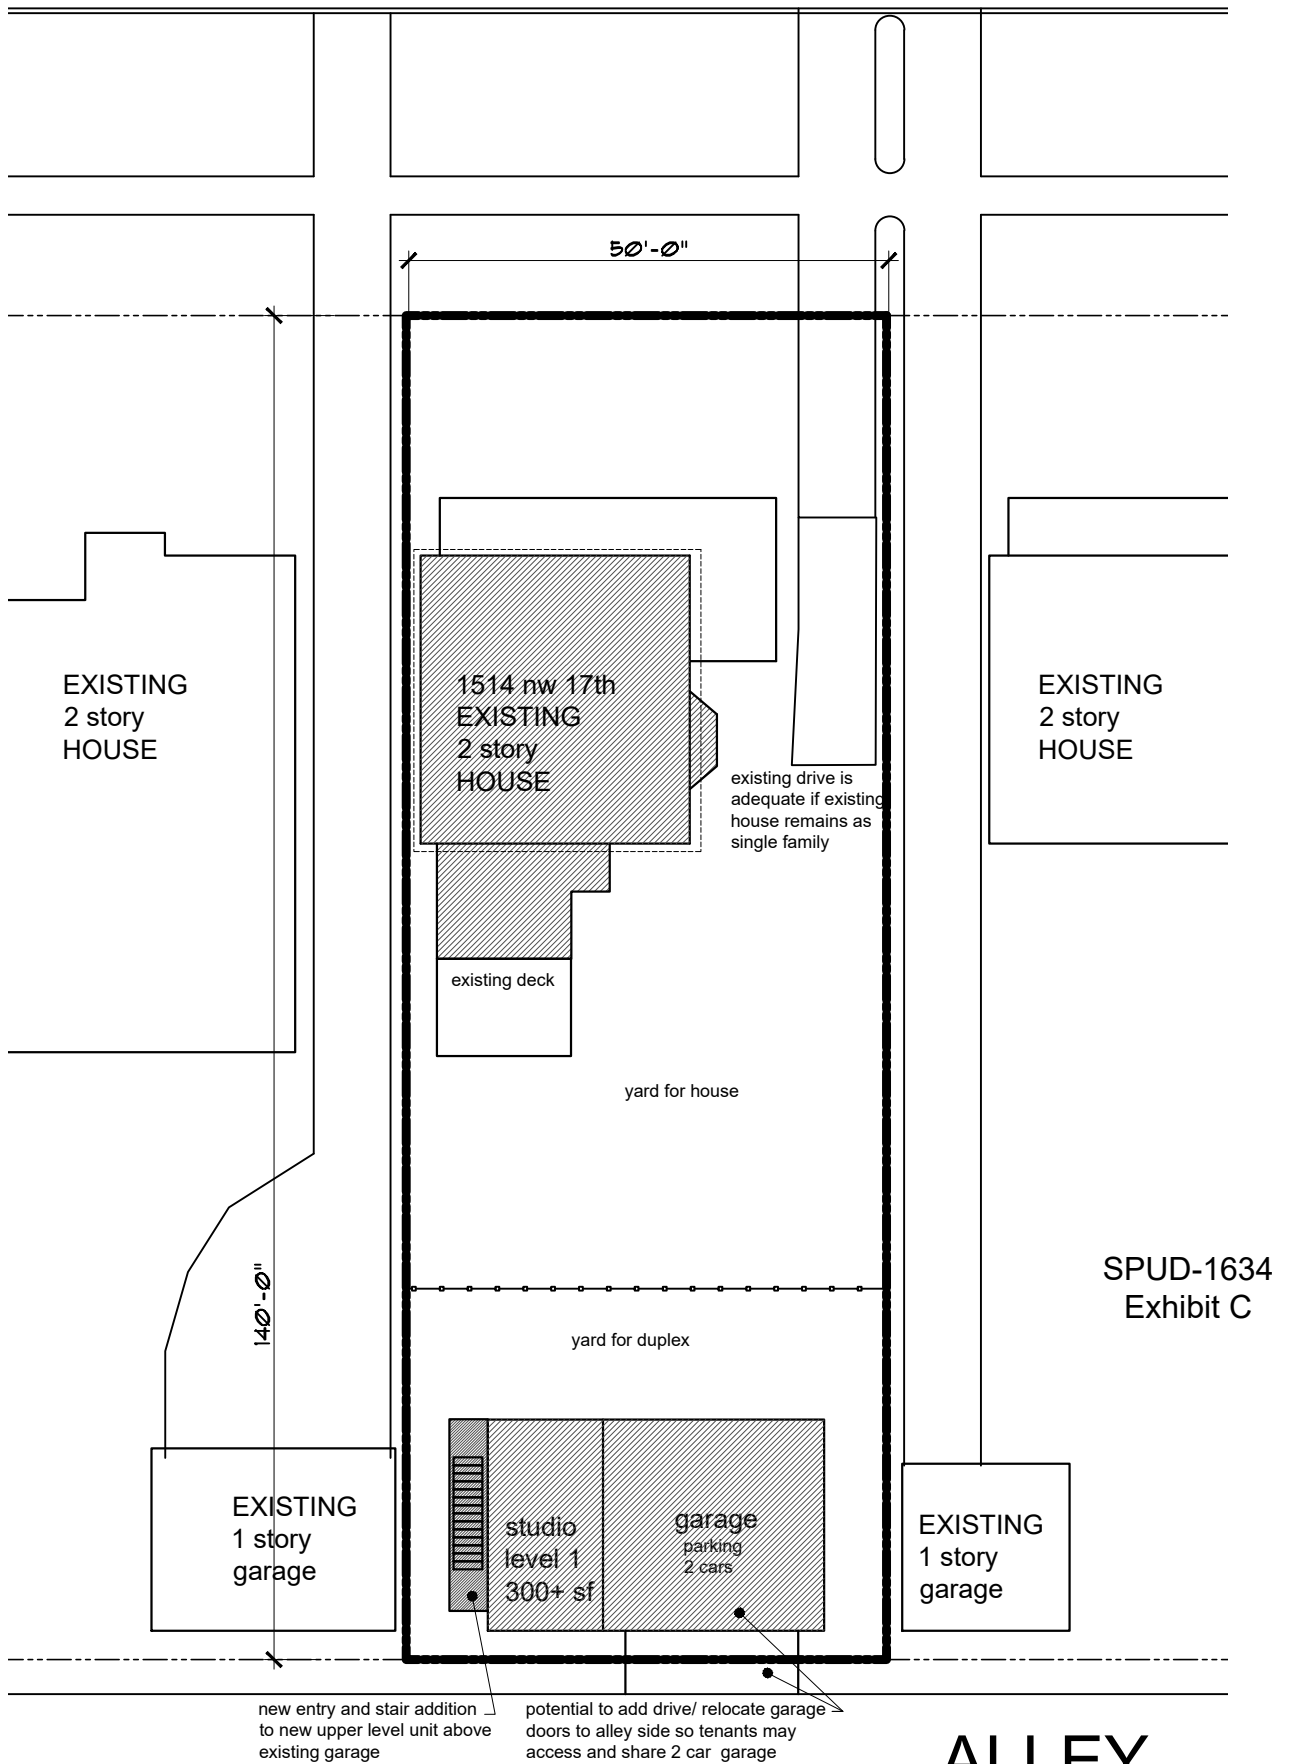 50'-0"
EXISTING
2 story
HOUSE
1514 nw 17th
EXISTING
2 story
HOUSE
EXISTING
2 story
HOUSE
existing drive is
adequate if existing
house remains as
single family
existing deck
yard for house
140'-0"
SPUD-1634
Exhibit C
yard for duplex
EXISTING
1 story
garage
studio
level 1
300+ sf
garage
parking
2 cars
EXISTING
1 story
garage
new entry and stair addition
to new upper level unit above
existing garage
potential to add drive/ relocate garage
doors to alley side so tenants may
access and share 2 car garage
ALLEY